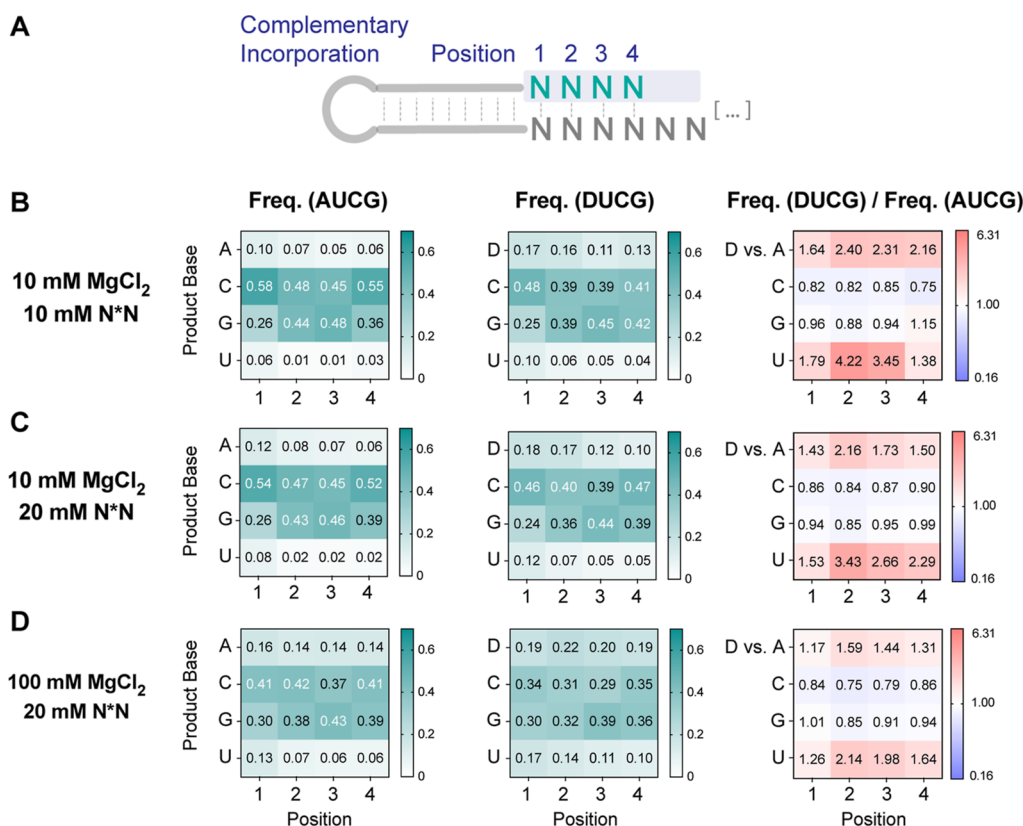 A
Complementary
Incorporation Position 1 2 3 4
N N N N
N N N N N N [ ... ]
B
Freq. (AUCG) Freq. (DUCG) Freq. (DUCG) / Freq. (AUCG)
10 mM MgCl2
10 mM N*N
Product Base
A 0.10 0.07 0.05 0.06
C 0.58 0.48 0.45 0.55
G 0.26 0.44 0.48 0.36
U 0.06 0.01 0.01 0.03
1 2 3 4
0.6
0.4
0.2
0
D 0.17 0.16 0.11 0.13
C 0.48 0.39 0.39 0.41
G 0.25 0.39 0.45 0.42
U 0.10 0.06 0.05 0.04
1 2 3 4
0.6
0.4
0.2
0
D vs. A 1.64 2.40 2.31 2.16
C 0.82 0.82 0.85 0.75
G 0.96 0.88 0.94 1.15
U 1.79 4.22 3.45 1.38
1 2 3 4
6.31
1.00
0.16
C
10 mM MgCl2
20 mM N*N
Product Base
A 0.12 0.08 0.07 0.06
C 0.54 0.47 0.45 0.52
G 0.26 0.43 0.46 0.39
U 0.08 0.02 0.02 0.02
1 2 3 4
0.6
0.4
0.2
0
D 0.18 0.17 0.12 0.10
C 0.46 0.40 0.39 0.47
G 0.24 0.36 0.44 0.39
U 0.12 0.07 0.05 0.05
1 2 3 4
0.6
0.4
0.2
0
D vs. A 1.43 2.16 1.73 1.50
C 0.86 0.84 0.87 0.90
G 0.94 0.85 0.95 0.99
U 1.53 3.43 2.66 2.29
1 2 3 4
6.31
1.00
0.16
D
100 mM MgCl2
20 mM N*N
Product Base
A 0.16 0.14 0.14 0.14
C 0.41 0.42 0.37 0.41
G 0.30 0.38 0.43 0.39
U 0.13 0.07 0.06 0.06
1 2 3 4
Position
0.6
0.4
0.2
0
D 0.19 0.22 0.20 0.19
C 0.34 0.31 0.29 0.35
G 0.30 0.32 0.39 0.36
U 0.17 0.14 0.11 0.10
1 2 3 4
Position
0.6
0.4
0.2
0
D vs. A 1.17 1.59 1.44 1.31
C 0.84 0.75 0.79 0.86
G 1.01 0.85 0.91 0.94
U 1.26 2.14 1.98 1.64
1 2 3 4
Position
6.31
1.00
0.16